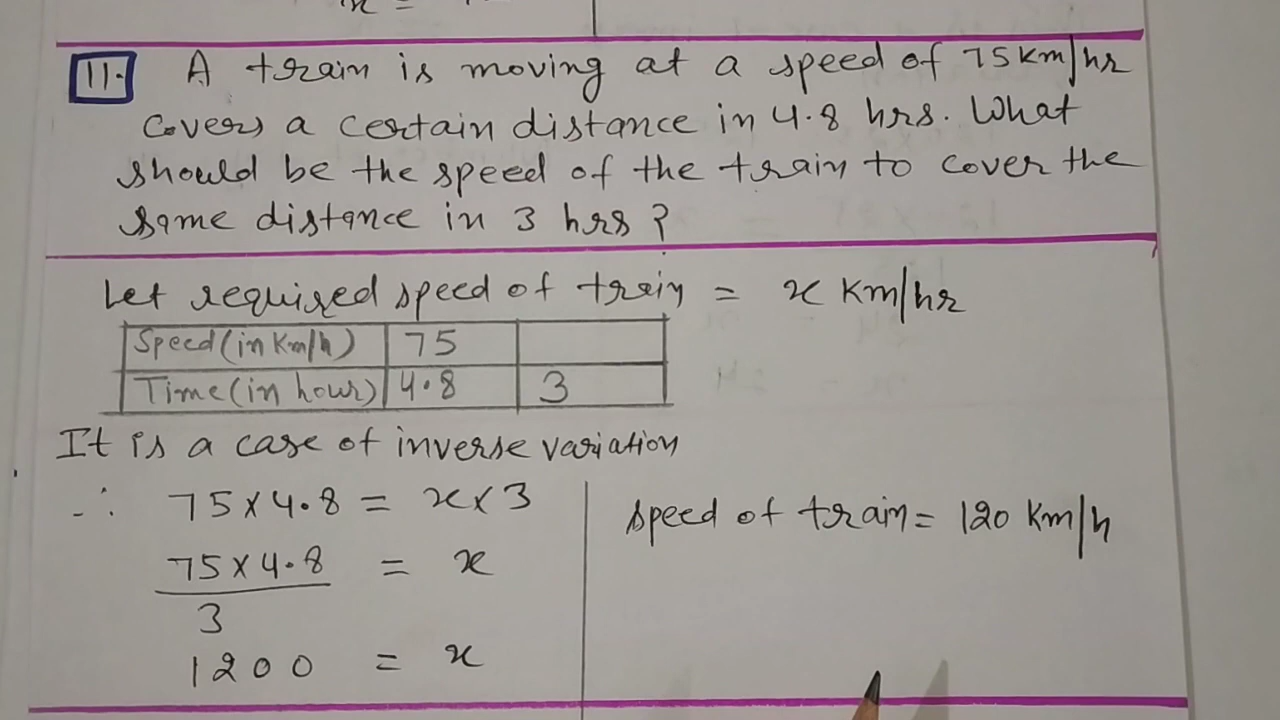 x =
11. A train is moving at a speed of 75 Km/hr
covers a certain distance in 4.8 hrs. What
should be the speed of the train to cover the
same distance in 3 hrs ?
Let required speed of train = x Km/hr
Speed (in Km/h) 75
Time (in hour) 4.8 3
It is a case of inverse variation
∴ 75 x 4.8 = x x 3
75 x 4.8 = x
3
1200 = x
speed of train = 120 Km/h